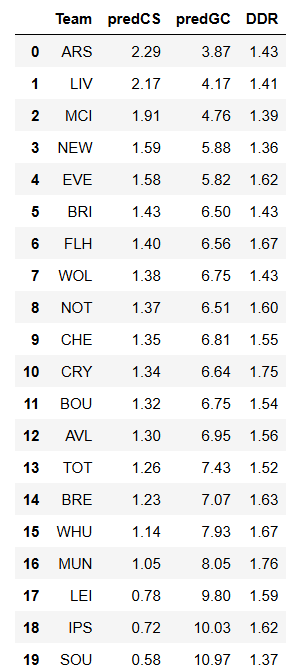 Team predCS predGC DDR
0 ARS 2.29 3.87 1.43
1 LIV 2.17 4.17 1.41
2 MCI 1.91 4.76 1.39
3 NEW 1.59 5.88 1.36
4 EVE 1.58 5.82 1.62
5 BRI 1.43 6.50 1.43
6 FLH 1.40 6.56 1.67
7 WOL 1.38 6.75 1.43
8 NOT 1.37 6.51 1.60
9 CHE 1.35 6.81 1.55
10 CRY 1.34 6.64 1.75
11 BOU 1.32 6.75 1.54
12 AVL 1.30 6.95 1.56
13 TOT 1.26 7.43 1.52
14 BRE 1.23 7.07 1.63
15 WHU 1.14 7.93 1.67
16 MUN 1.05 8.05 1.76
17 LEI 0.78 9.80 1.59
18 IPS 0.72 10.03 1.62
19 SOU 0.58 10.97 1.37